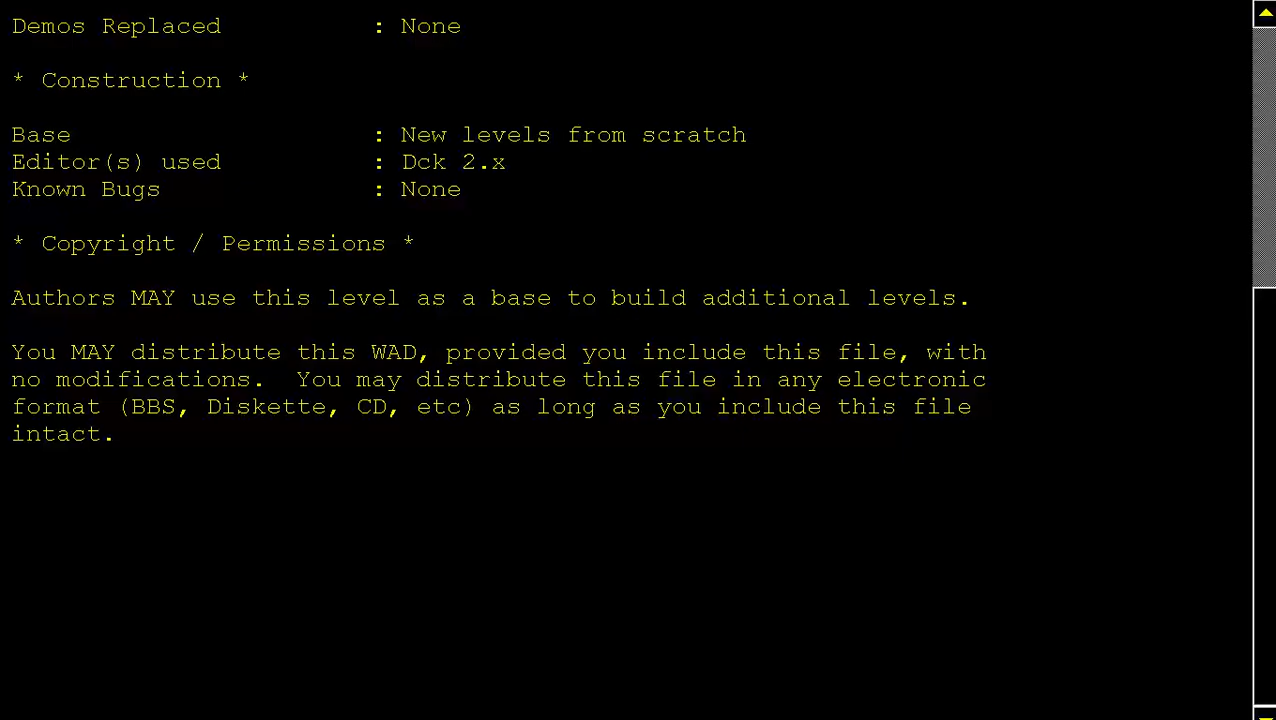 Demos Replaced : None
* Construction *
Base : New levels from scratch
Editor(s) used : Dck 2.x
Known Bugs : None
* Copyright / Permissions *
Authors MAY use this level as a base to build additional levels.
You MAY distribute this WAD, provided you include this file, with
no modifications.  You may distribute this file in any electronic
format (BBS, Diskette, CD, etc) as long as you include this file
intact.